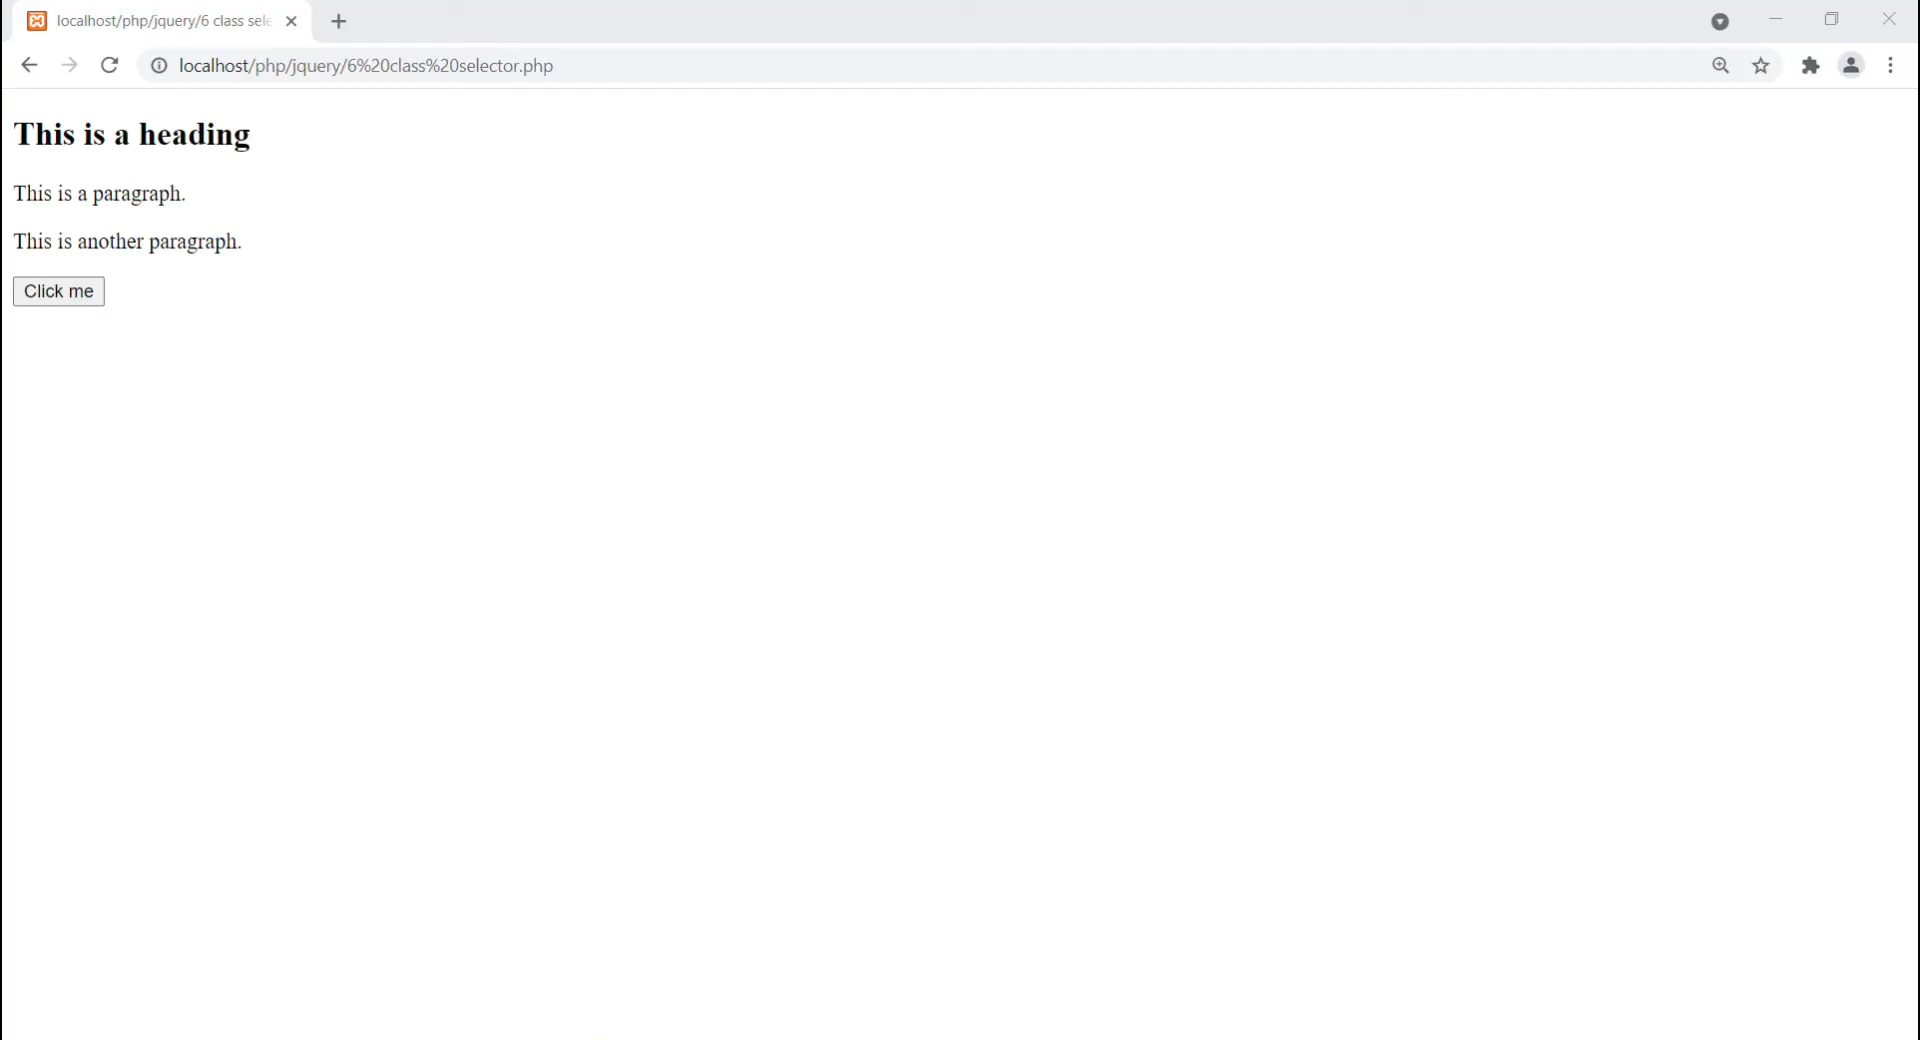 localhost/php/jquery/6 class sele
localhost/php/jquery/6%20class%20selector.php
This is a heading
This is a paragraph.
This is another paragraph.
Click me